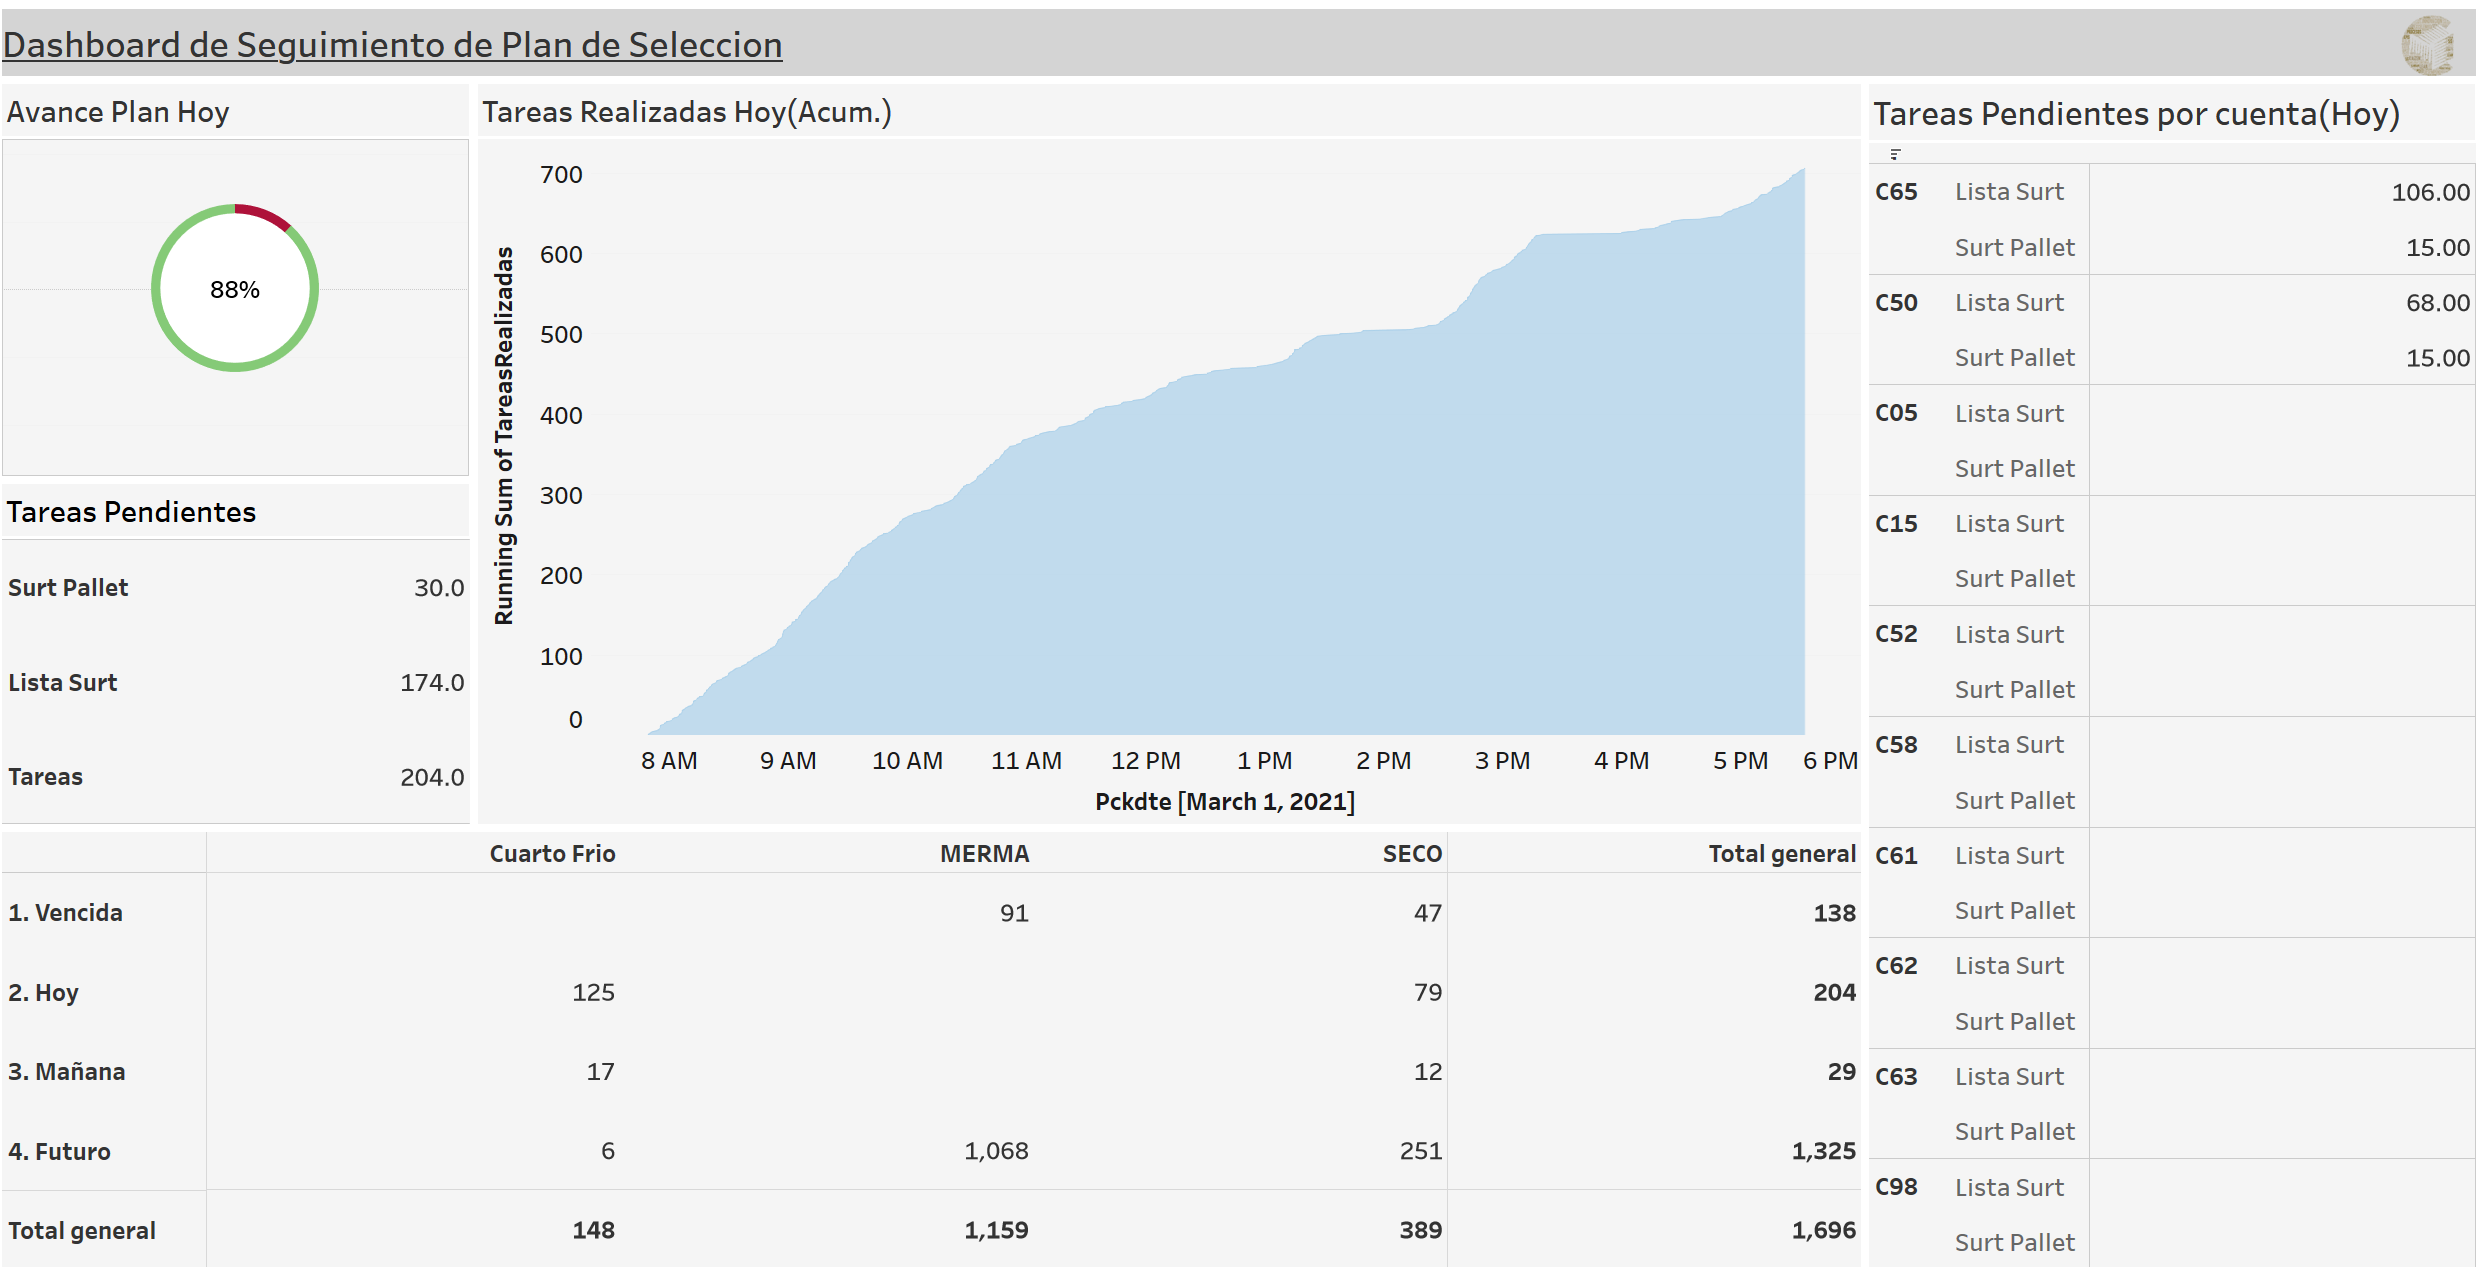 Dashboard de Seguimiento de Plan de Seleccion
Avance Plan Hoy
88%
Tareas Pendientes
Surt Pallet 30.0
Lista Surt 174.0
Tareas 204.0
Tareas Realizadas Hoy(Acum.)
Running Sum of TareasRealizadas
700
600
500
400
300
200
100
0
8 AM 9 AM 10 AM 11 AM 12 PM 1 PM 2 PM 3 PM 4 PM 5 PM 6 PM
Pckdte [March 1, 2021]
Cuarto Frio MERMA SECO Total general
1. Vencida 91 47 138
2. Hoy 125 79 204
3. Mañana 17 12 29
4. Futuro 6 1,068 251 1,325
Total general 148 1,159 389 1,696
Tareas Pendientes por cuenta(Hoy)
C65 Lista Surt 106.00
Surt Pallet 15.00
C50 Lista Surt 68.00
Surt Pallet 15.00
C05 Lista Surt
Surt Pallet
C15 Lista Surt
Surt Pallet
C52 Lista Surt
Surt Pallet
C58 Lista Surt
Surt Pallet
C61 Lista Surt
Surt Pallet
C62 Lista Surt
Surt Pallet
C63 Lista Surt
Surt Pallet
C98 Lista Surt
Surt Pallet